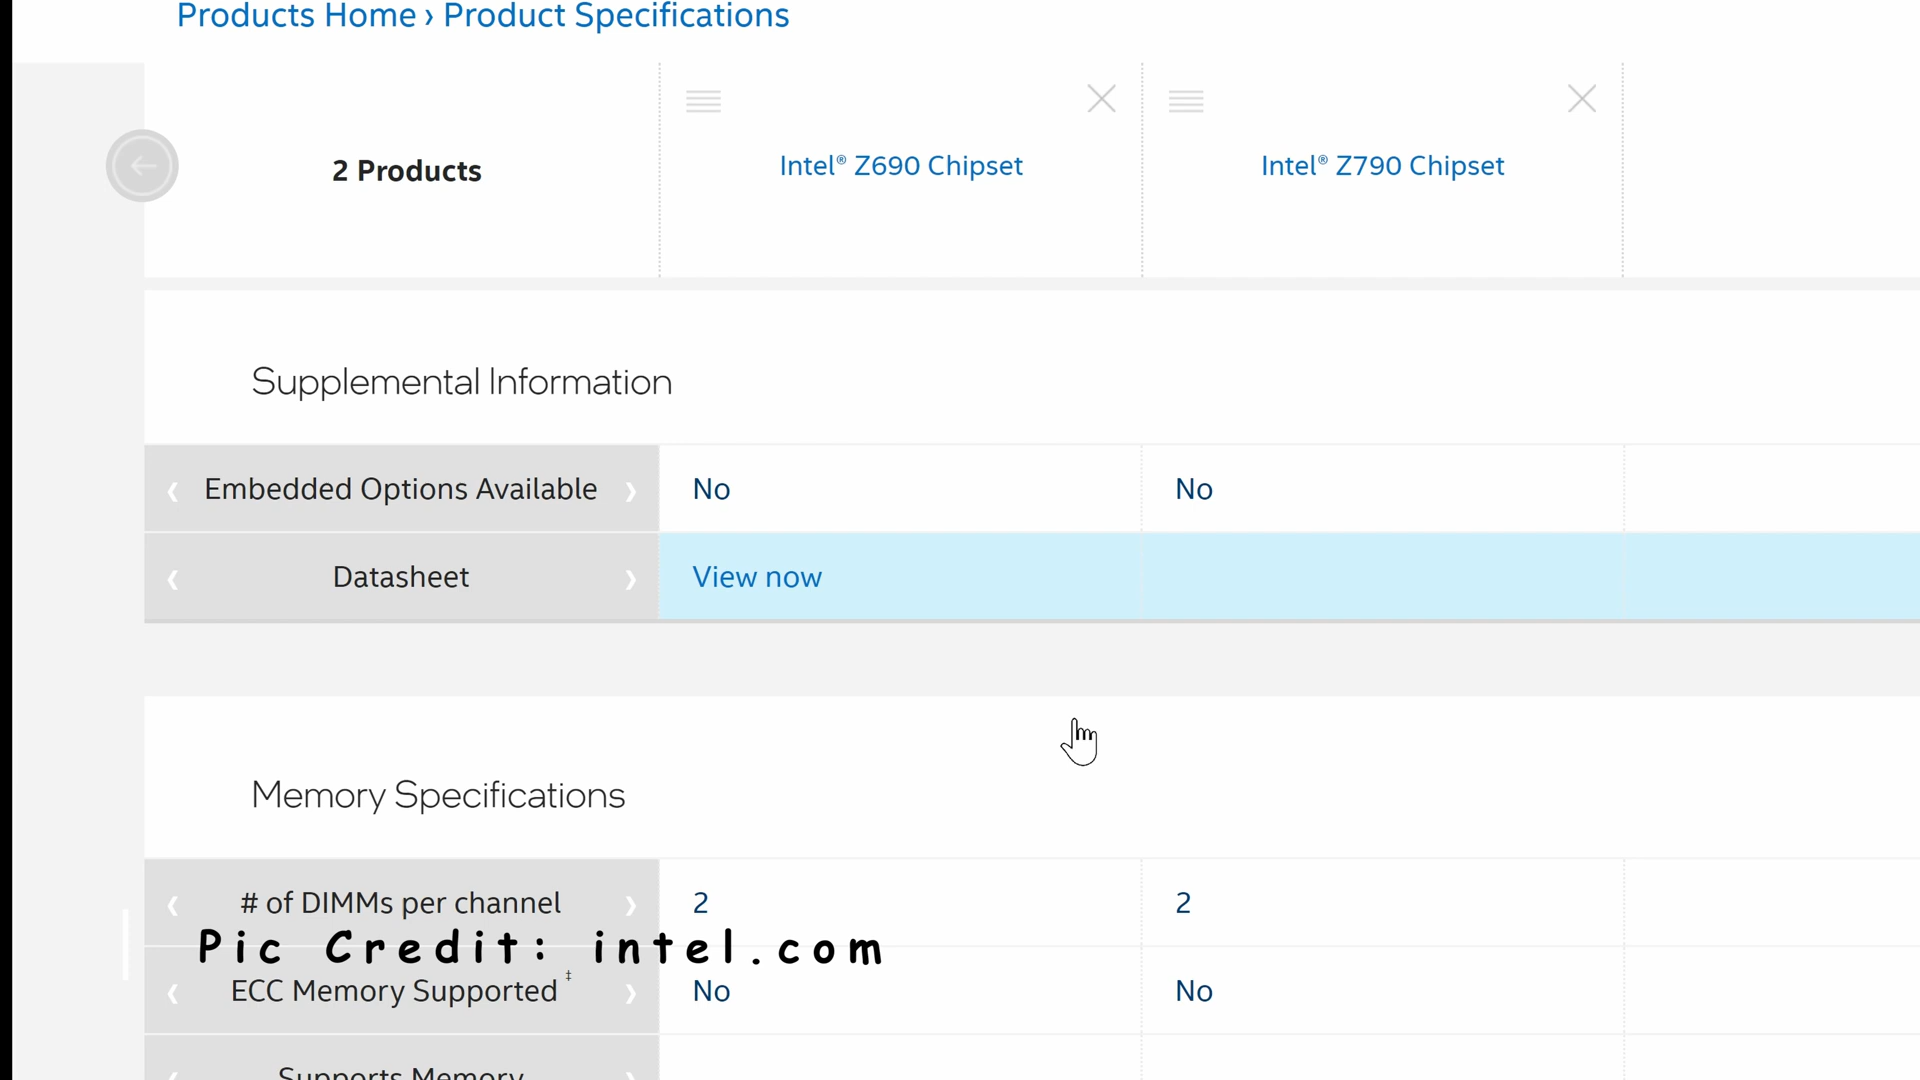 Products Home › Product Specifications
2 Products
Intel® Z690 Chipset
Intel® Z790 Chipset
Supplemental Information
Embedded Options Available
No
No
Datasheet
View now
Memory Specifications
# of DIMMs per channel
2
2
Pic Credit: intel.com
ECC Memory Supported ‡
No
No
Supports Memory